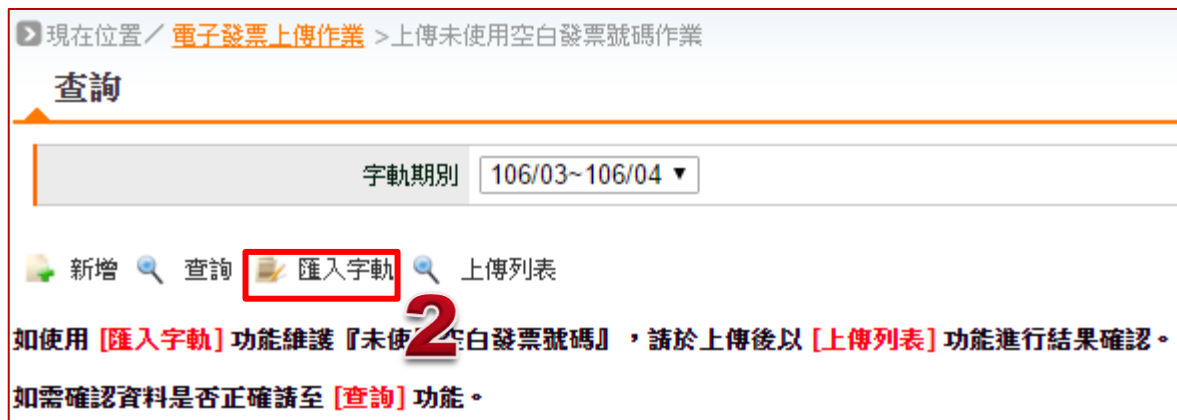 現在位置／ 電子發票上傳作業 >上傳未使用空白發票號碼作業
查詢
字軌期別 106/03~106/04 ▼
新增 查詢 匯入字軌 上傳列表
2
如使用 [匯入字軌] 功能維護『未使 空白發票號碼』，請於上傳後以 [上傳列表] 功能進行結果確認。
如需確認資料是否正確請至 [查詢] 功能。